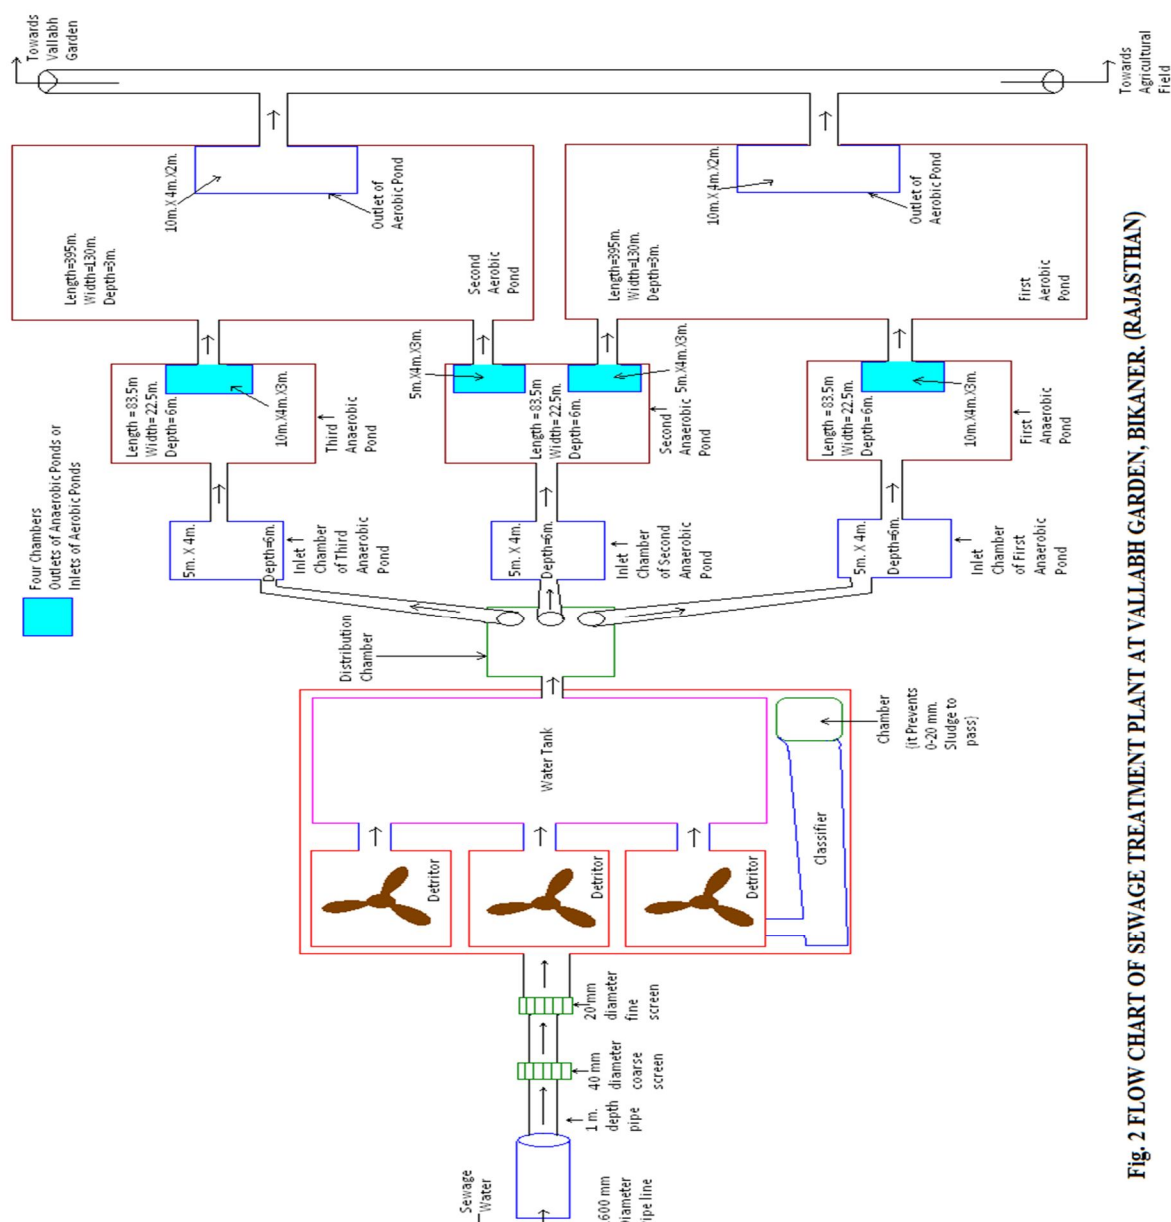 Sewage
Water
600 mm
Diameter
pipe line
1 m.
depth
pipe
40 mm
diameter
coarse
screen
20 mm
diameter
fine
screen
Detritor
Detritor
Detritor
Water Tank
Classifier
Chamber
(it Prevents
0-20 mm.
Sludge to
pass)
Distribution
Chamber
Four Chambers
Outlets of Anaerobic Ponds or
Inlets of Aerobic Ponds
5m. X 4m.
Depth=6m.
Inlet
Chamber
of Third
Anaerobic
Pond
5m. X 4m.
Depth=6m.
Inlet
Chamber
of Second
Anaerobic
Pond
5m. X 4m.
Depth=6m.
Inlet
Chamber
of First
Anaerobic
Pond
Length = 83.5m
Width= 22.5m.
Depth=6m.
10m.X4m.X3m.
Third
Anaerobic
Pond
5m.X4m.X3m.
Length = 83.5m
Width= 22.5m.
Depth=6m.
5m.X4m.X3m.
Second
Anaerobic
Pond
Length = 83.5m
Width= 22.5m.
Depth=6m.
10m.X4m.X3m.
First
Anaerobic
Pond
Length=395m.
Width=130m.
Depth=3m.
Second
Aerobic
Pond
10m.X 4m.X2m.
Outlet of
Aerobic Pond
Length=395m.
Width=130m.
Depth=3m.
First
Aerobic
Pond
10m.X 4m.X2m.
Outlet of
Aerobic Pond
Towards
Vallabh
Garden
Towards
Agricultural
Field
Fig. 2 FLOW CHART OF SEWAGE TREATMENT PLANT AT VALLABH GARDEN, BIKANER. (RAJASTHAN)